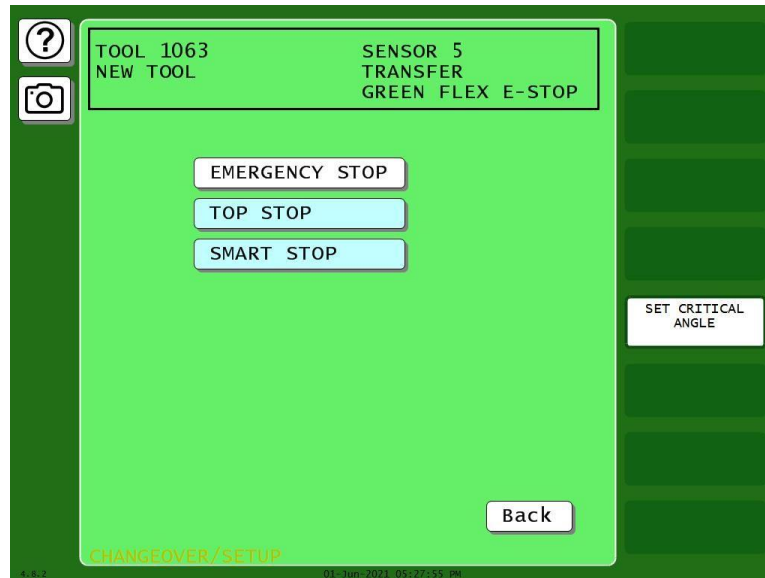 ?
TOOL 1063
NEW TOOL
SENSOR 5
TRANSFER
GREEN FLEX E-STOP
EMERGENCY STOP
TOP STOP
SMART STOP
SET CRITICAL
ANGLE
Back
CHANGEOVER/SETUP
4.8.2
01-Jun-2021 05:27:55 PM